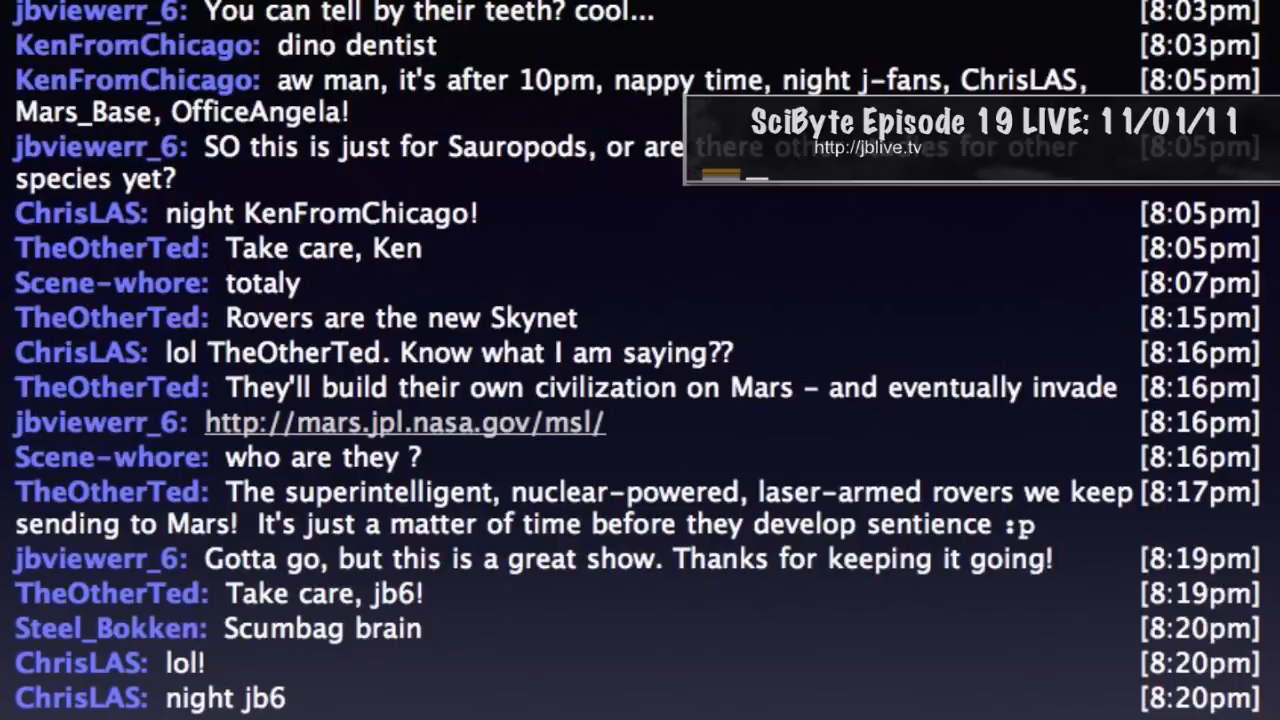 jbviewerr_6: You can tell by their teeth? cool... [8:03pm]
KenFromChicago: dino dentist [8:03pm]
KenFromChicago: aw man, it's after 10pm, nappy time, night j-fans, ChrisLAS, [8:05pm]
Mars_Base, OfficeAngela!
SciByte Episode 19 LIVE: 11/01/11
http://jblive.tv
jbviewerr_6: SO this is just for Sauropods, or are there for other [8:05pm]
species yet?
ChrisLAS: night KenFromChicago! [8:05pm]
TheOtherTed: Take care, Ken [8:05pm]
Scene-whore: totaly [8:07pm]
TheOtherTed: Rovers are the new Skynet [8:15pm]
ChrisLAS: lol TheOtherTed. Know what I am saying?? [8:16pm]
TheOtherTed: They'll build their own civilization on Mars - and eventually invade [8:16pm]
jbviewerr_6: http://mars.jpl.nasa.gov/msl/ [8:16pm]
Scene-whore: who are they ? [8:16pm]
TheOtherTed: The superintelligent, nuclear-powered, laser-armed rovers we keep [8:17pm]
sending to Mars! It's just a matter of time before they develop sentience :p
jbviewerr_6: Gotta go, but this is a great show. Thanks for keeping it going! [8:19pm]
TheOtherTed: Take care, jb6! [8:19pm]
Steel_Bokken: Scumbag brain [8:20pm]
ChrisLAS: lol! [8:20pm]
ChrisLAS: night jb6 [8:20pm]